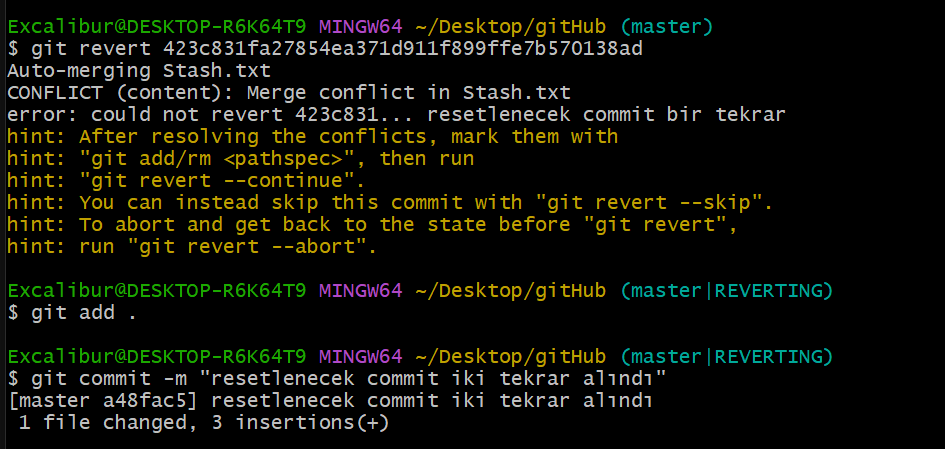 Excalibur@DESKTOP-R6K64T9 MINGW64 ~/Desktop/gitHub (master)
$ git revert 423c831fa27854ea371d911f899ffe7b570138ad
Auto-merging Stash.txt
CONFLICT (content): Merge conflict in Stash.txt
error: could not revert 423c831... resetlenecek commit bir tekrar
hint: After resolving the conflicts, mark them with
hint: "git add/rm <pathspec>", then run
hint: "git revert --continue".
hint: You can instead skip this commit with "git revert --skip".
hint: To abort and get back to the state before "git revert",
hint: run "git revert --abort".
Excalibur@DESKTOP-R6K64T9 MINGW64 ~/Desktop/gitHub (master|REVERTING)
$ git add .
Excalibur@DESKTOP-R6K64T9 MINGW64 ~/Desktop/gitHub (master|REVERTING)
$ git commit -m "resetlenecek commit iki tekrar alındı"
[master a48fac5] resetlenecek commit iki tekrar alındı
1 file changed, 3 insertions(+)